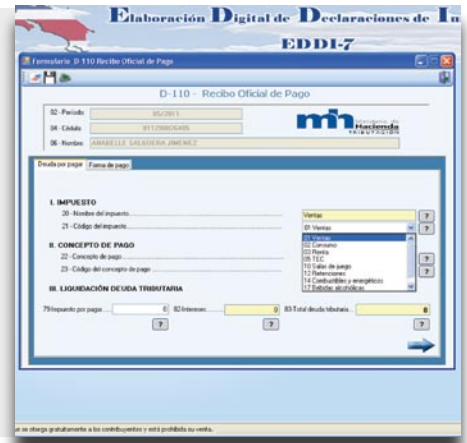 Elaboración Digital de Declaraciones de In
EDDI-7
Formulario D-110 Recibo Oficial de Pago
D-110 - Recibo Oficial de Pago
02 - Periodo 05/2011
04 - Cédula
Ministerio de Hacienda
TRIBUTACIÓN
06 - Nombre ANABELLE SALGUERA JIMENEZ
Deuda por pagar Forma de pago
I. IMPUESTO
20 - Nombre del impuesto Ventas ?
21 - Código del impuesto 01 Ventas ?
01 Ventas
02 Consumo
03 Renta
05 TEC
10 Salas de juego
12 Retenciones
14 Combustibles y energéticos
17 Bebidas alcohólicas
II. CONCEPTO DE PAGO
22 - Concepto de pago ?
23 - Código del concepto de pago ?
III. LIQUIDACIÓN DEUDA TRIBUTARIA
79 Impuesto por pagar 0 82 Intereses 0 83 Total deuda tributaria 0
? ? ?
ue se otorga gratuitamente a los contribuyentes y está prohibida su venta.